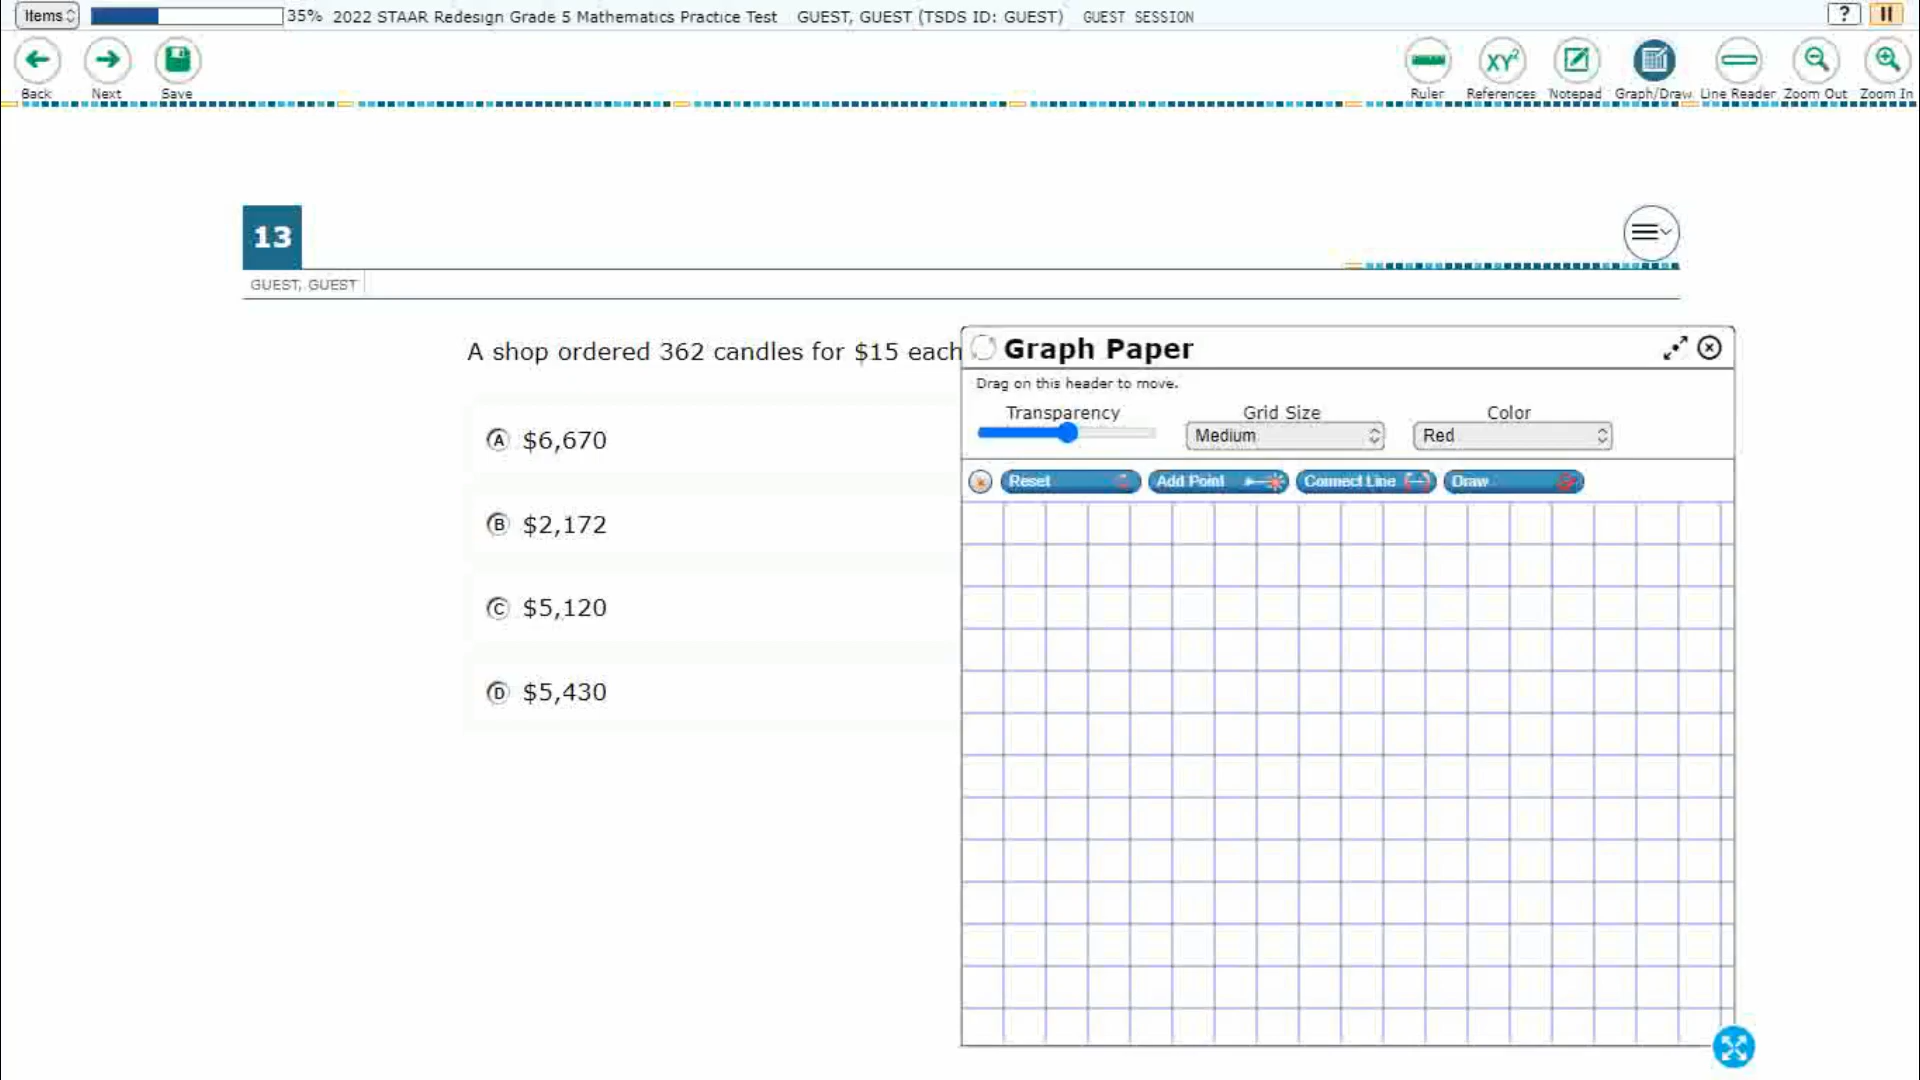 Items 35% 2022 STAAR Redesign Grade 5 Mathematics Practice Test GUEST, GUEST (TSDS ID: GUEST) GUEST SESSION ?
Back Next Save Ruler References Notepad Graph/Draw Line Reader Zoom Out Zoom In
XY²
13
GUEST, GUEST
A shop ordered 362 candles for $15 each
A $6,670
B $2,172
C $5,120
D $5,430
Graph Paper
Drag on this header to move.
Transparency Grid Size Color
Medium Red
Reset Add Point Connect Line Draw